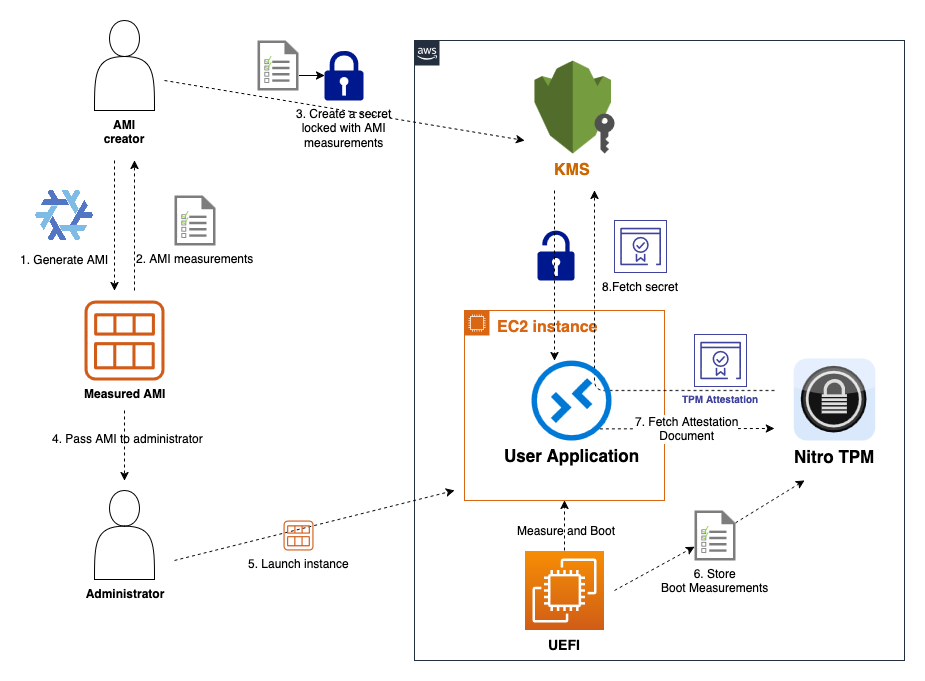 aws
AMI
creator
3. Create a secret
locked with AMI
measurements
KMS
1. Generate AMI
2. AMI measurements
8.Fetch secret
EC2 instance
Measured AMI
TPM Attestation
7. Fetch Attestation
Document
User Application
Nitro TPM
4. Pass AMI to administrator
Measure and Boot
5. Launch instance
6. Store
Boot Measurements
Administrator
UEFI